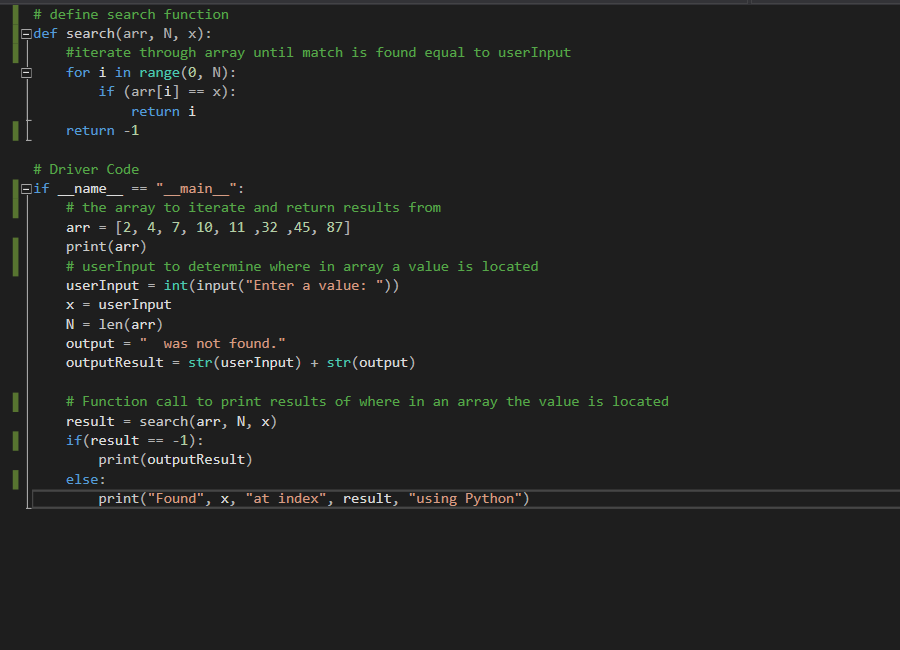 # define search function
def search(arr, N, x):
    #iterate through array until match is found equal to userInput
    for i in range(0, N):
        if (arr[i] == x):
            return i
    return -1

# Driver Code
if __name__ == "__main__":
    # the array to iterate and return results from
    arr = [2, 4, 7, 10, 11 ,32 ,45, 87]
    print(arr)
    # userInput to determine where in array a value is located
    userInput = int(input("Enter a value: "))
    x = userInput
    N = len(arr)
    output = "  was not found."
    outputResult = str(userInput) + str(output)

    # Function call to print results of where in an array the value is located
    result = search(arr, N, x)
    if(result == -1):
        print(outputResult)
    else:
        print("Found", x, "at index", result, "using Python")